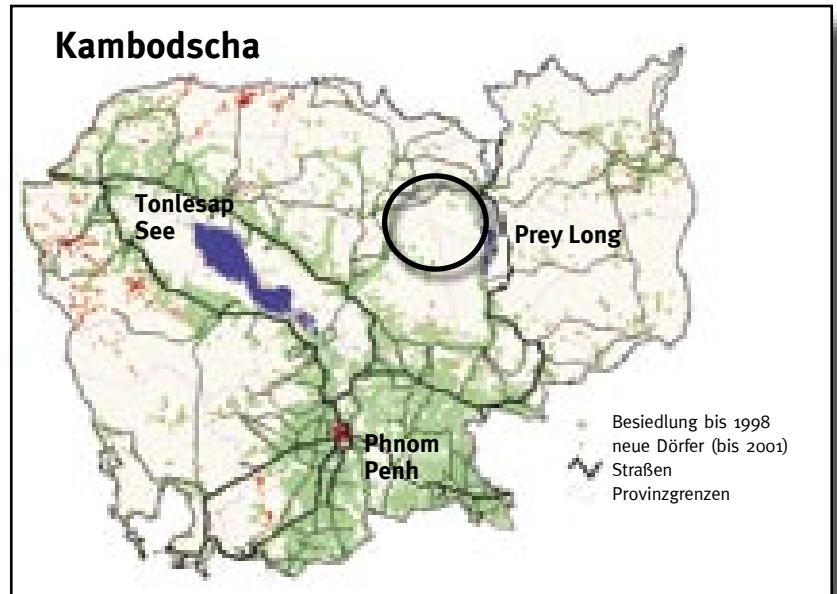 Kambodscha
Tonlesap
See
Prey Long
Phnom
Penh
Besiedlung bis 1998
neue Dörfer (bis 2001)
Straßen
Provinzgrenzen